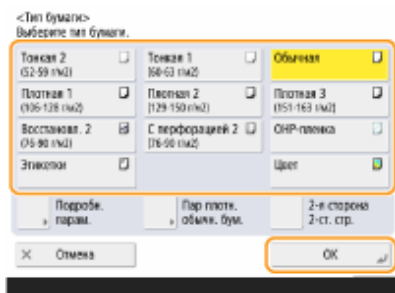 <Тип бумаги>
Выберите тип бумаги.
Тонкая 2
(52-59 г/м2)
Тонкая 1
(60-63 г/м2)
Обычная
Плотная 1
(106-128 г/м2)
Плотная 2
(129-150 г/м2)
Плотная 3
(151-163 г/м2)
Восстановл. 2
(76-90 г/м2)
С перфорацией 2
(76-90 г/м2)
OHP-пленка
Этикетки
Цвет
Подробн.
парам.
Пар плотн.
обычн. бум.
2-я сторона
2-ст. стр.
Отмена
OK